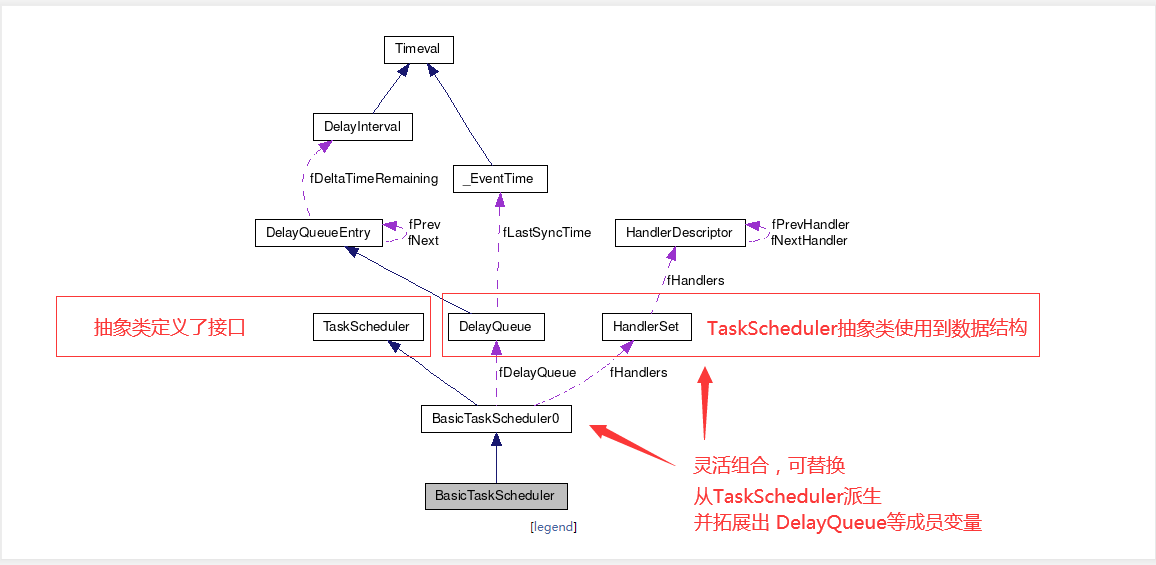 Timeval
DelayInterval
fDeltaTimeRemaining
_EventTime
DelayQueueEntry
fPrev
fNext
fLastSyncTime
HandlerDescriptor
fPrevHandler
fNextHandler
fHandlers
抽象类定义了接口
TaskScheduler
DelayQueue
HandlerSet
TaskScheduler抽象类使用到数据结构
fDelayQueue
fHandlers
BasicTaskScheduler0
灵活组合，可替换
从TaskScheduler派生
并拓展出 DelayQueue等成员变量
BasicTaskScheduler
[legend]